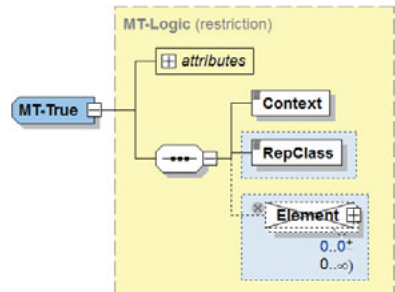 MT-Logic (restriction)
attributes
MT-True
Context
RepClass
Element
0..0
0..∞)